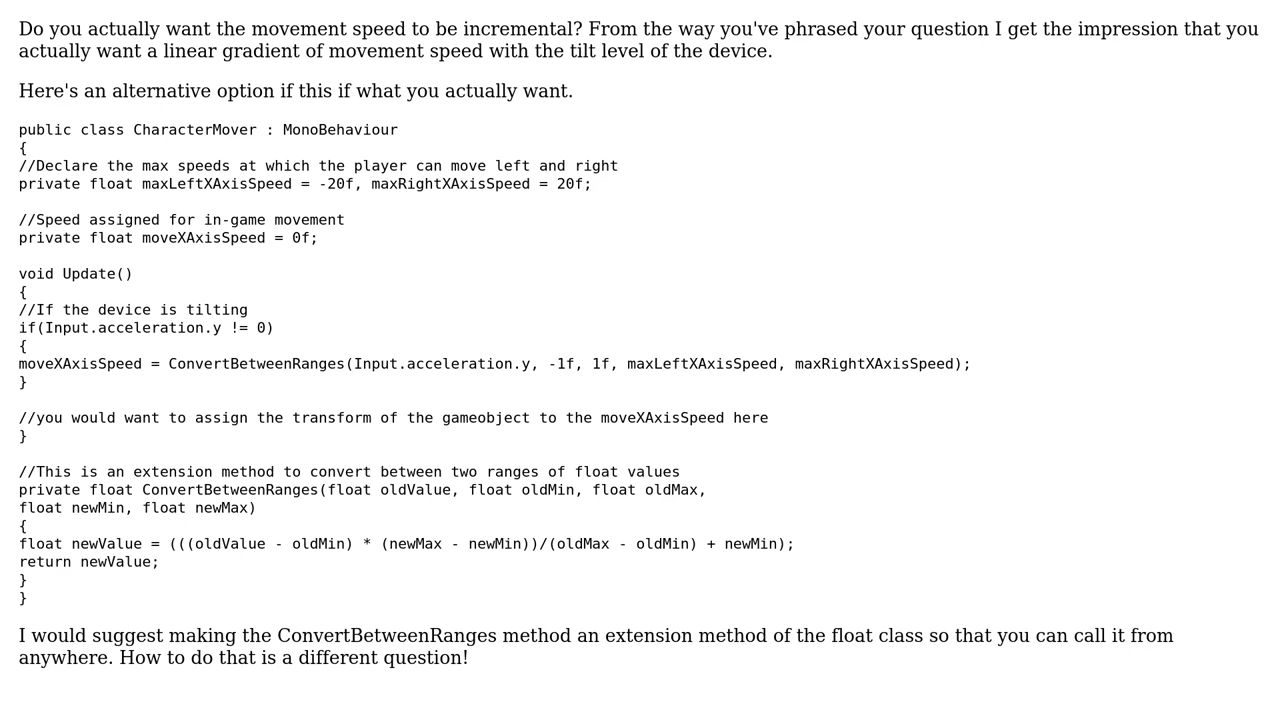 Do you actually want the movement speed to be incremental? From the way you've phrased your question I get the impression that you
actually want a linear gradient of movement speed with the tilt level of the device.
Here's an alternative option if this if what you actually want.
public class CharacterMover : MonoBehaviour
{
//Declare the max speeds at which the player can move left and right
private float maxLeftXAxisSpeed = -20f, maxRightXAxisSpeed = 20f;
//Speed assigned for in-game movement
private float moveXAxisSpeed = 0f;
void Update()
{
//If the device is tilting
if(Input.acceleration.y != 0)
{
moveXAxisSpeed = ConvertBetweenRanges(Input.acceleration.y, -1f, 1f, maxLeftXAxisSpeed, maxRightXAxisSpeed);
}
//you would want to assign the transform of the gameobject to the moveXAxisSpeed here
}
//This is an extension method to convert between two ranges of float values
private float ConvertBetweenRanges(float oldValue, float oldMin, float oldMax,
float newMin, float newMax)
{
float newValue = (((oldValue - oldMin) * (newMax - newMin))/(oldMax - oldMin) + newMin);
return newValue;
}
}
I would suggest making the ConvertBetweenRanges method an extension method of the float class so that you can call it from
anywhere. How to do that is a different question!